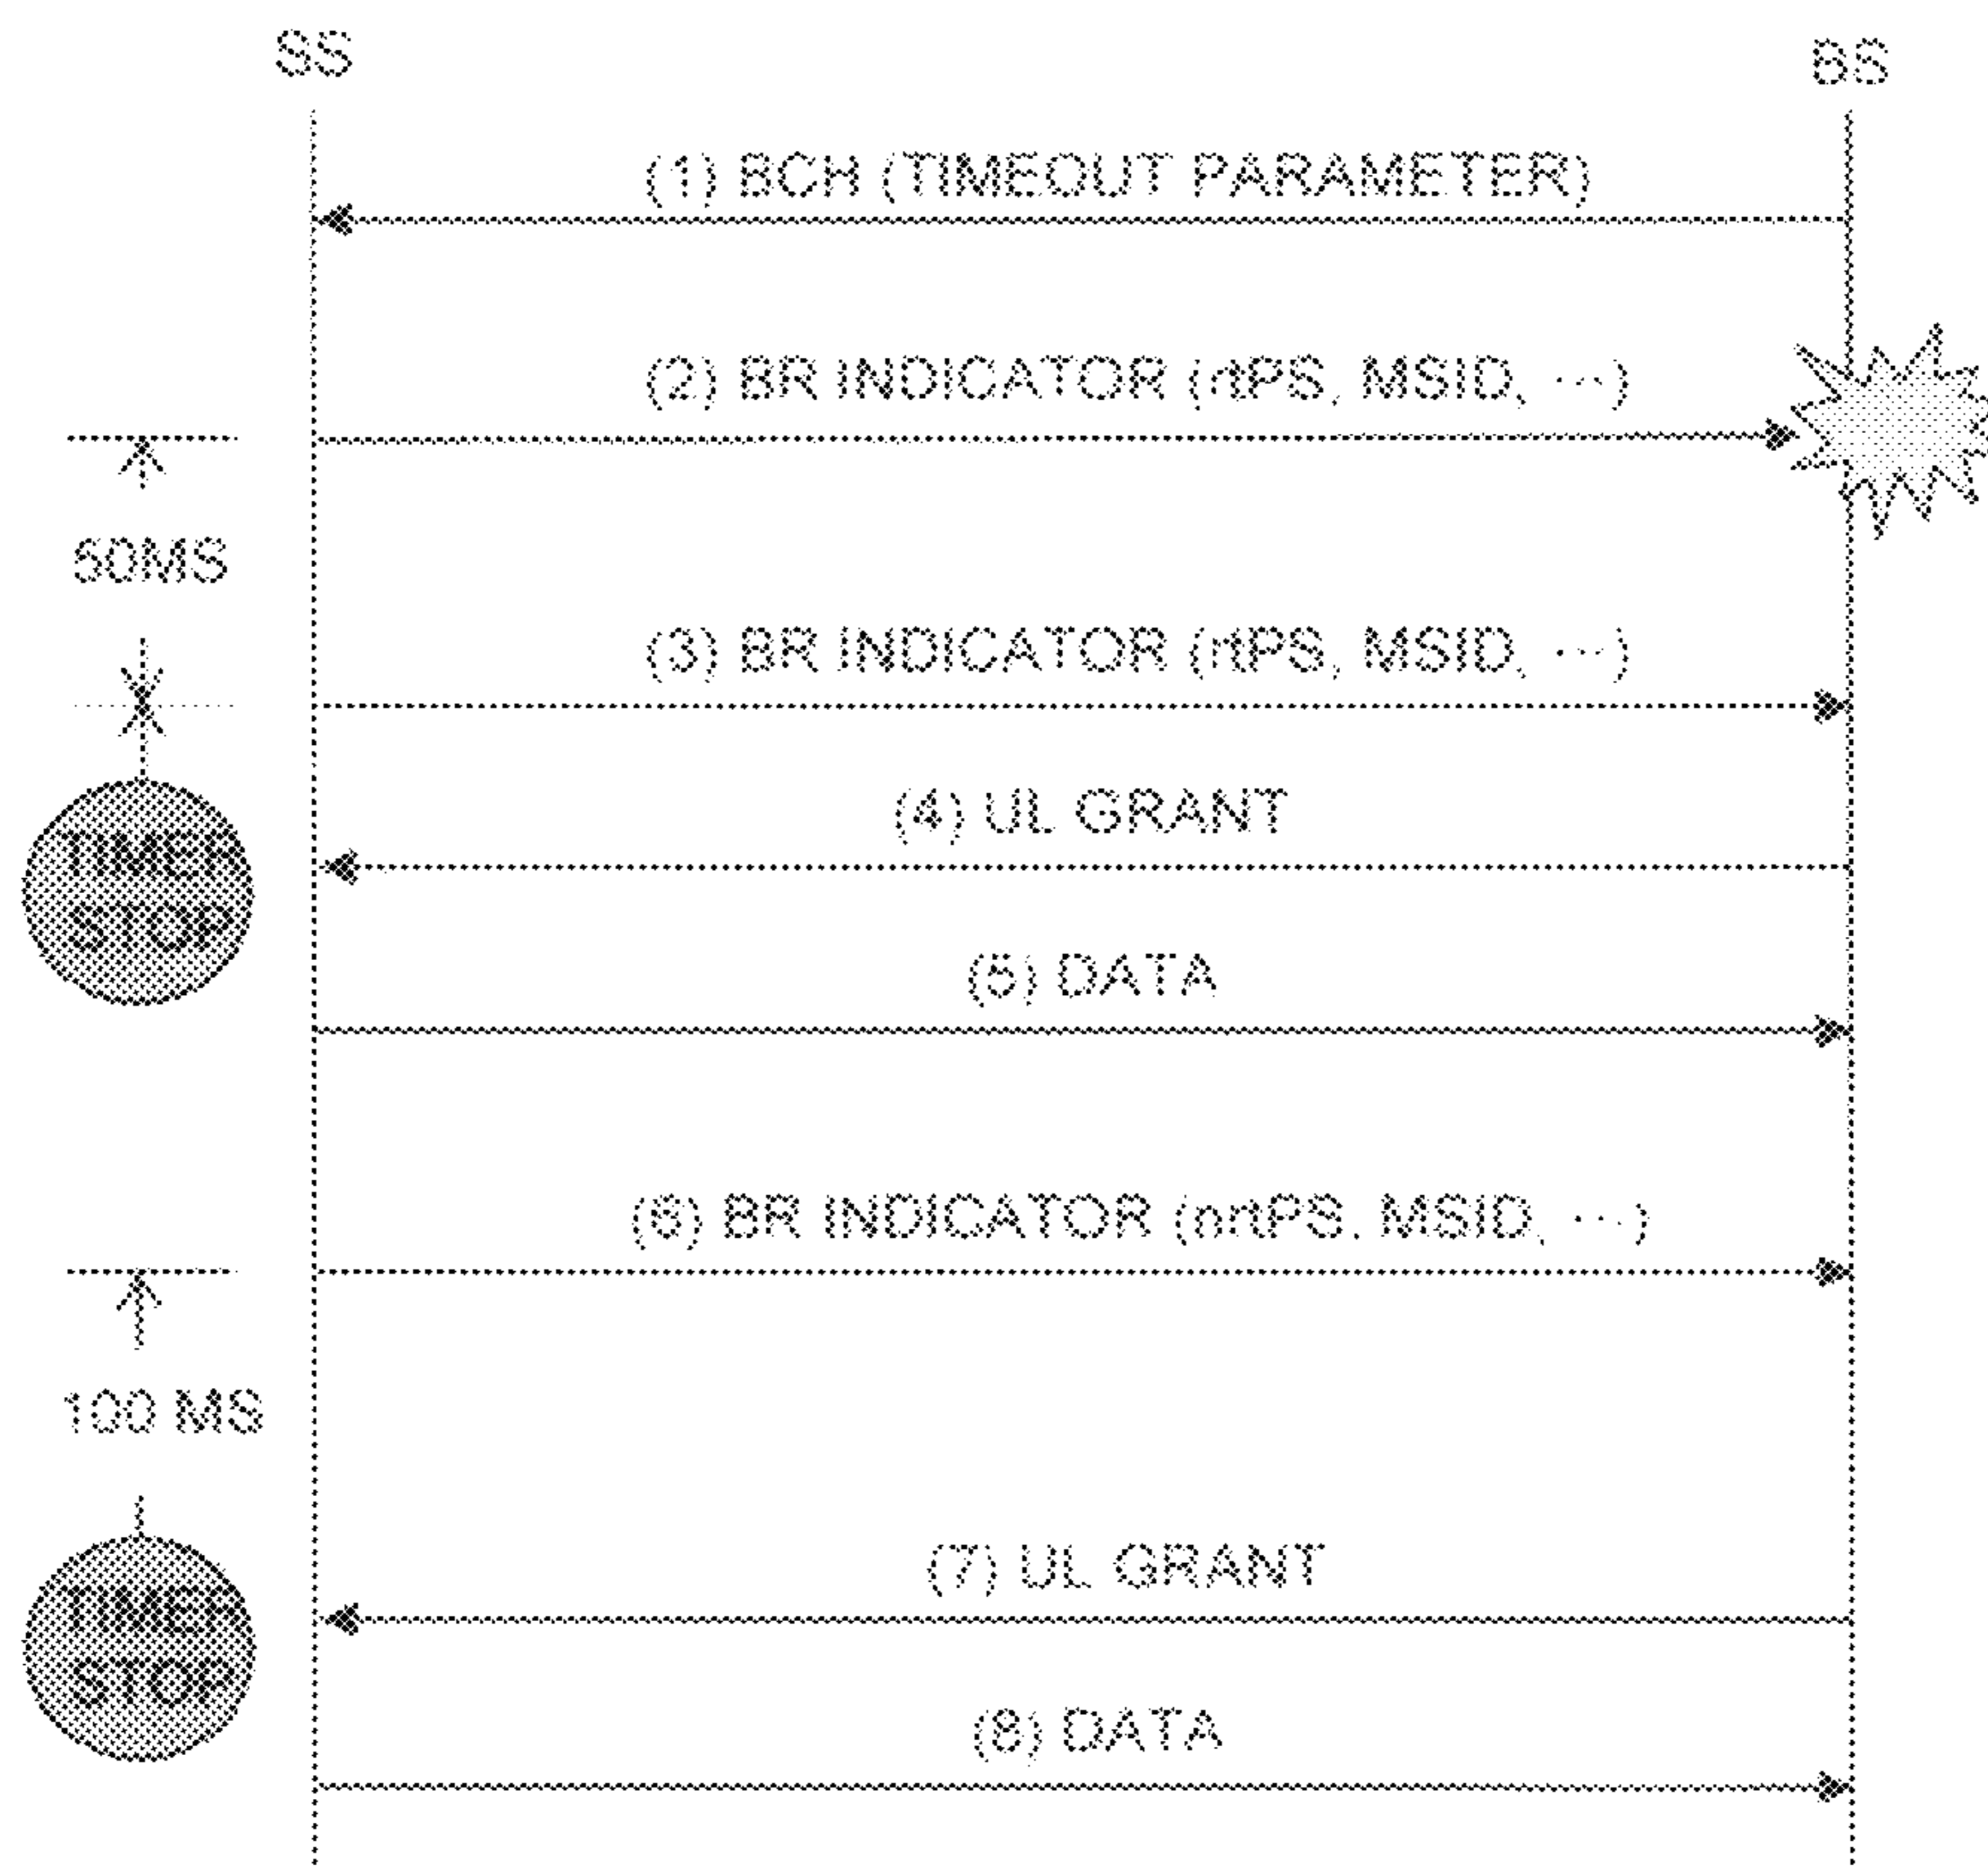 SS
BS
(1) BCH (TIMEOUT PARAMETER)
(2) BR INDICATOR (rtPS, MSID, ···)
50MS
(3) BR INDICATOR (rtPS, MSID, ···)
(4) UL GRANT
TIMER
STOP
(5) DATA
(6) BR INDICATOR (nrtPS, MSID, ···)
100 MS
(7) UL GRANT
TIMER
STOP
(8) DATA